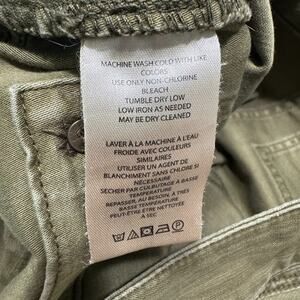 MACHINE WASH COLD WITH LIKE
COLORS
USE ONLY NON-CHLORINE
BLEACH
TUMBLE DRY LOW
LOW IRON AS NEEDED
MAY BE DRY CLEANED
LAVER À LA MACHINE À L'EAU
FROIDE AVEC COULEURS
SIMILAIRES
UTILISER UN AGENT DE
BLANCHIMENT SANS CHLORE SI
NÉCESSAIRE
SÉCHER PAR CULBUTAGE À BASSE
TEMPÉRATURE
REPASSER, AU BESOIN, À TRÈS
BASSE TEMPÉRATURE
PEUT-ÊTRE NETTOYÉE
À SEC